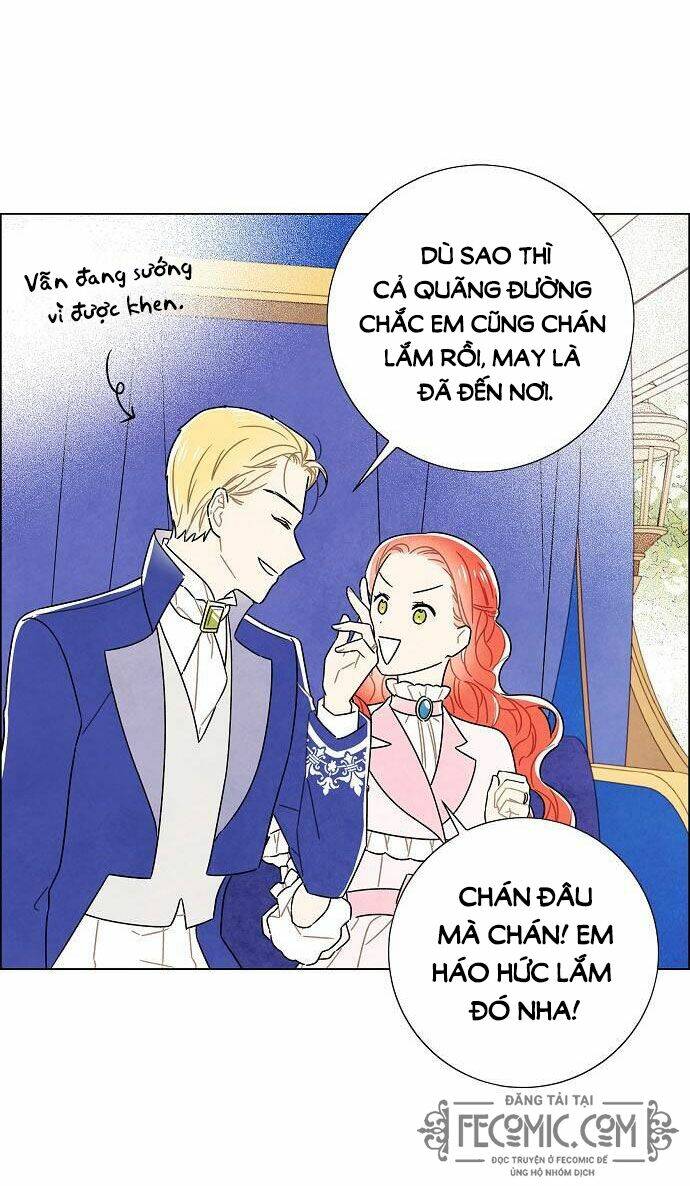 DÙ SAO THÌ
CẢ QUÃNG ĐƯỜNG
CHẮC EM CŨNG CHÁN
LẮM RỒI, MAY LÀ
ĐÃ ĐẾN NƠI.
Vẫn đang sướng
vì được khen.
CHÁN ĐÂU
MÀ CHÁN! EM
HÁO HỨC LẮM
ĐÓ NHA!
ĐĂNG TẢI TẠI
FECOMIC.COM
ĐỌC TRUYỆN Ở FECOMIC ĐỂ
ỦNG HỘ NHÓM DỊCH